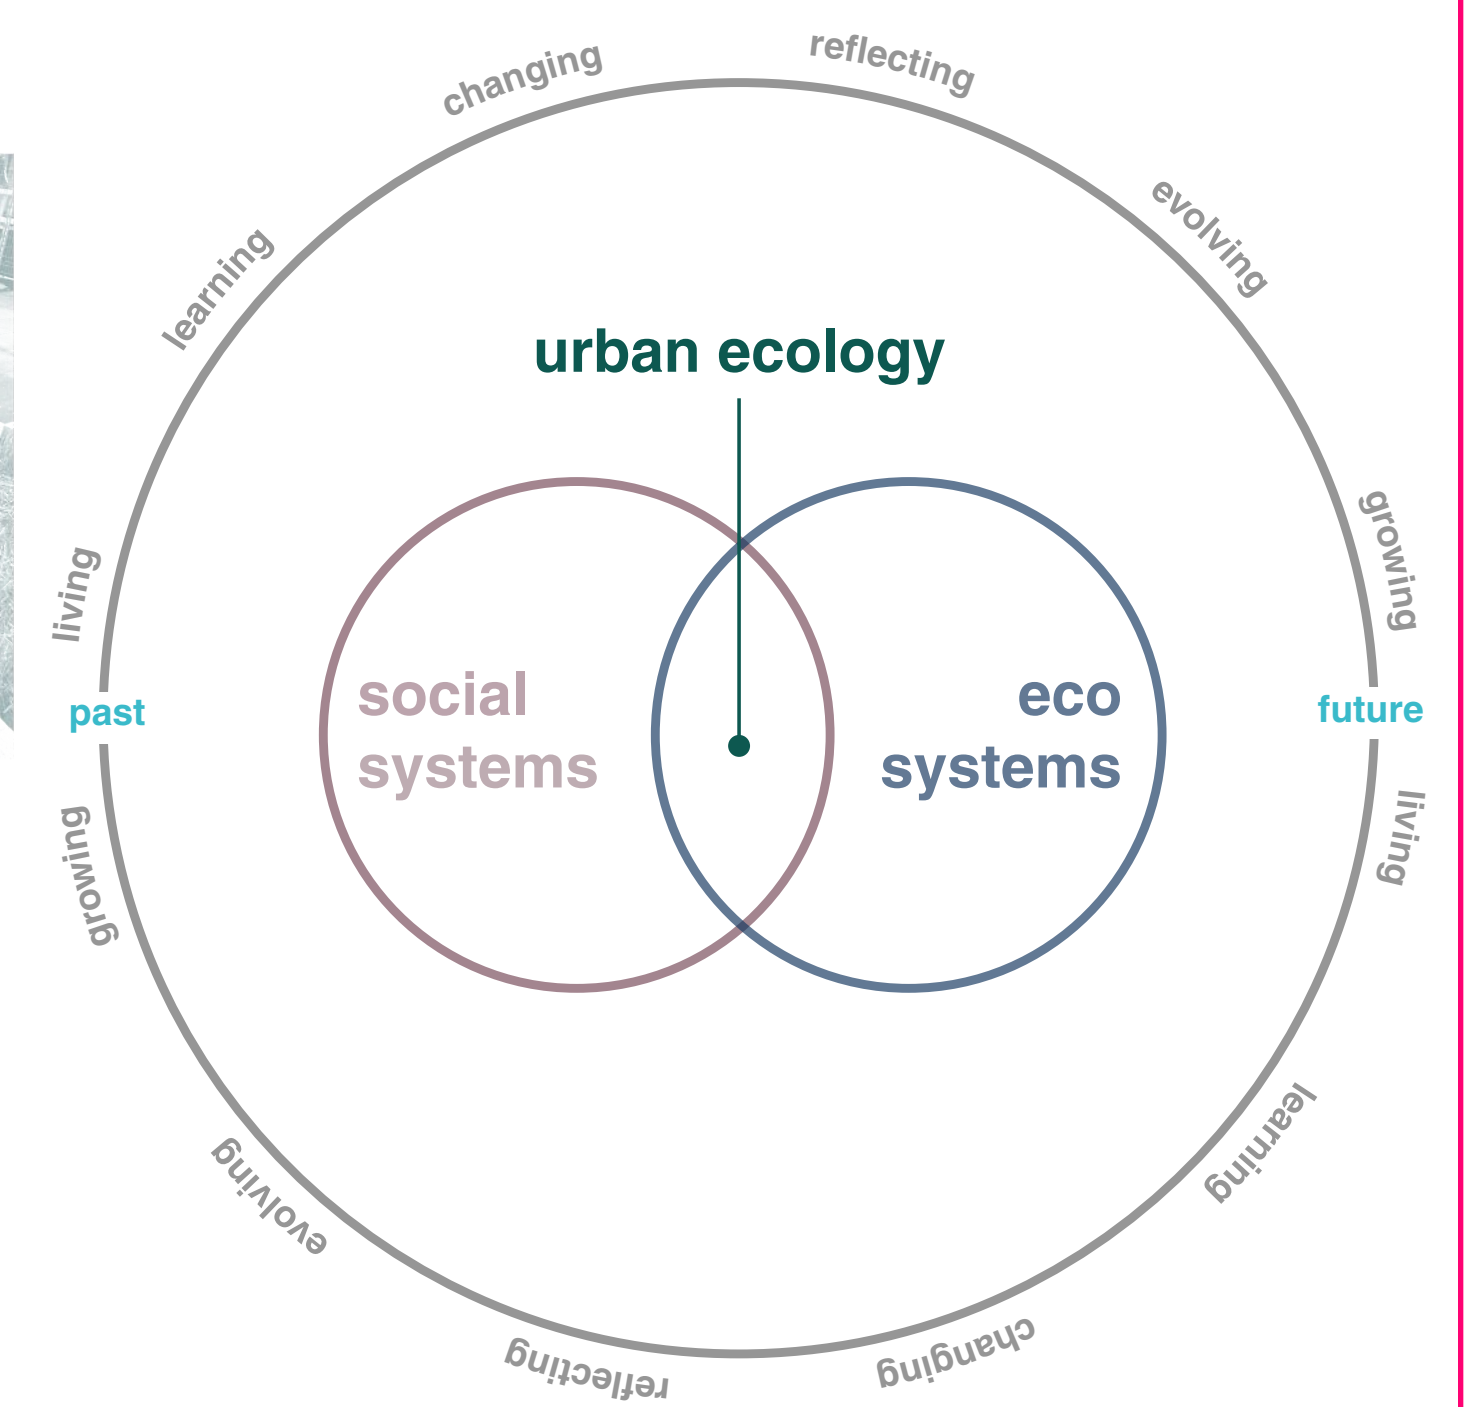 changing
reflecting
learning
evolving
urban ecology
living
growing
social
systems
eco
systems
past
future
growing
living
evolving
learning
reflecting
changing